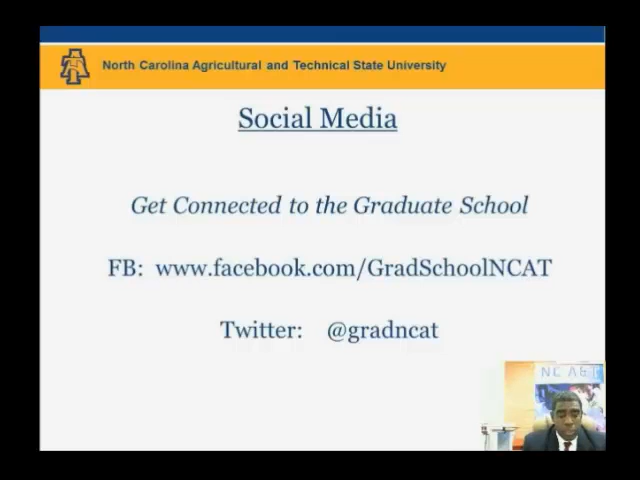 North Carolina Agricultural and Technical State University
Social Media
Get Connected to the Graduate School
FB: www.facebook.com/GradSchoolNCAT
Twitter: @gradncat
NC A&T